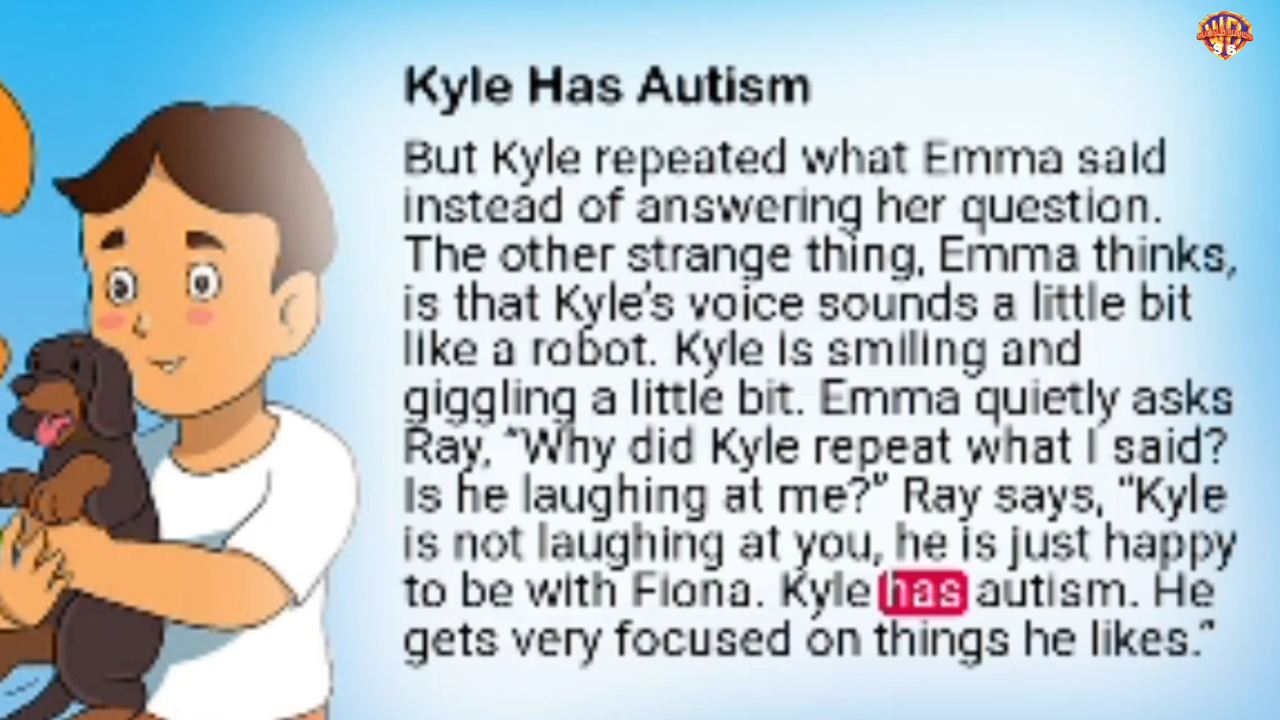 Kyle Has Autism
But Kyle repeated what Emma said
instead of answering her question.
The other strange thing, Emma thinks,
is that Kyle's voice sounds a little bit
like a robot. Kyle is smiling and
giggling a little bit. Emma quietly asks
Ray, "Why did Kyle repeat what I said?
Is he laughing at me?" Ray says, "Kyle
is not laughing at you, he is just happy
to be with Fiona. Kyle has autism. He
gets very focused on things he likes."